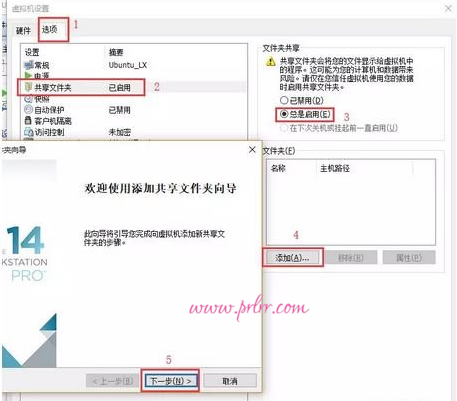 虚拟机设置
硬件 选项 1
设置 摘要
常规 Ubuntu_LX
电源
共享文件夹 已启用 2
快照
自动保护 已禁用
客户机隔离
访问控制 未加密
文件夹共享
共享文件夹会将您的文件显示给虚拟机中
的程序。这可能为您的计算机和数据带来
风险。请仅在您信任虚拟机使用您的数据
时启用共享文件夹。
已禁用(D)
总是启用(E) 3
在下次关机或挂起前一直启用(U)
文件夹(F)
名称 主机路径
4
添加(A)... 移除(R) 属性(P)
夹向导
欢迎使用添加共享文件夹向导
此向导将引导您完成向虚拟机添加新共享文
件夹的步骤。
14
KSTATION
PRO™
www.prlbr.com
5
< 上一步(B) 下一步(N) > 取消